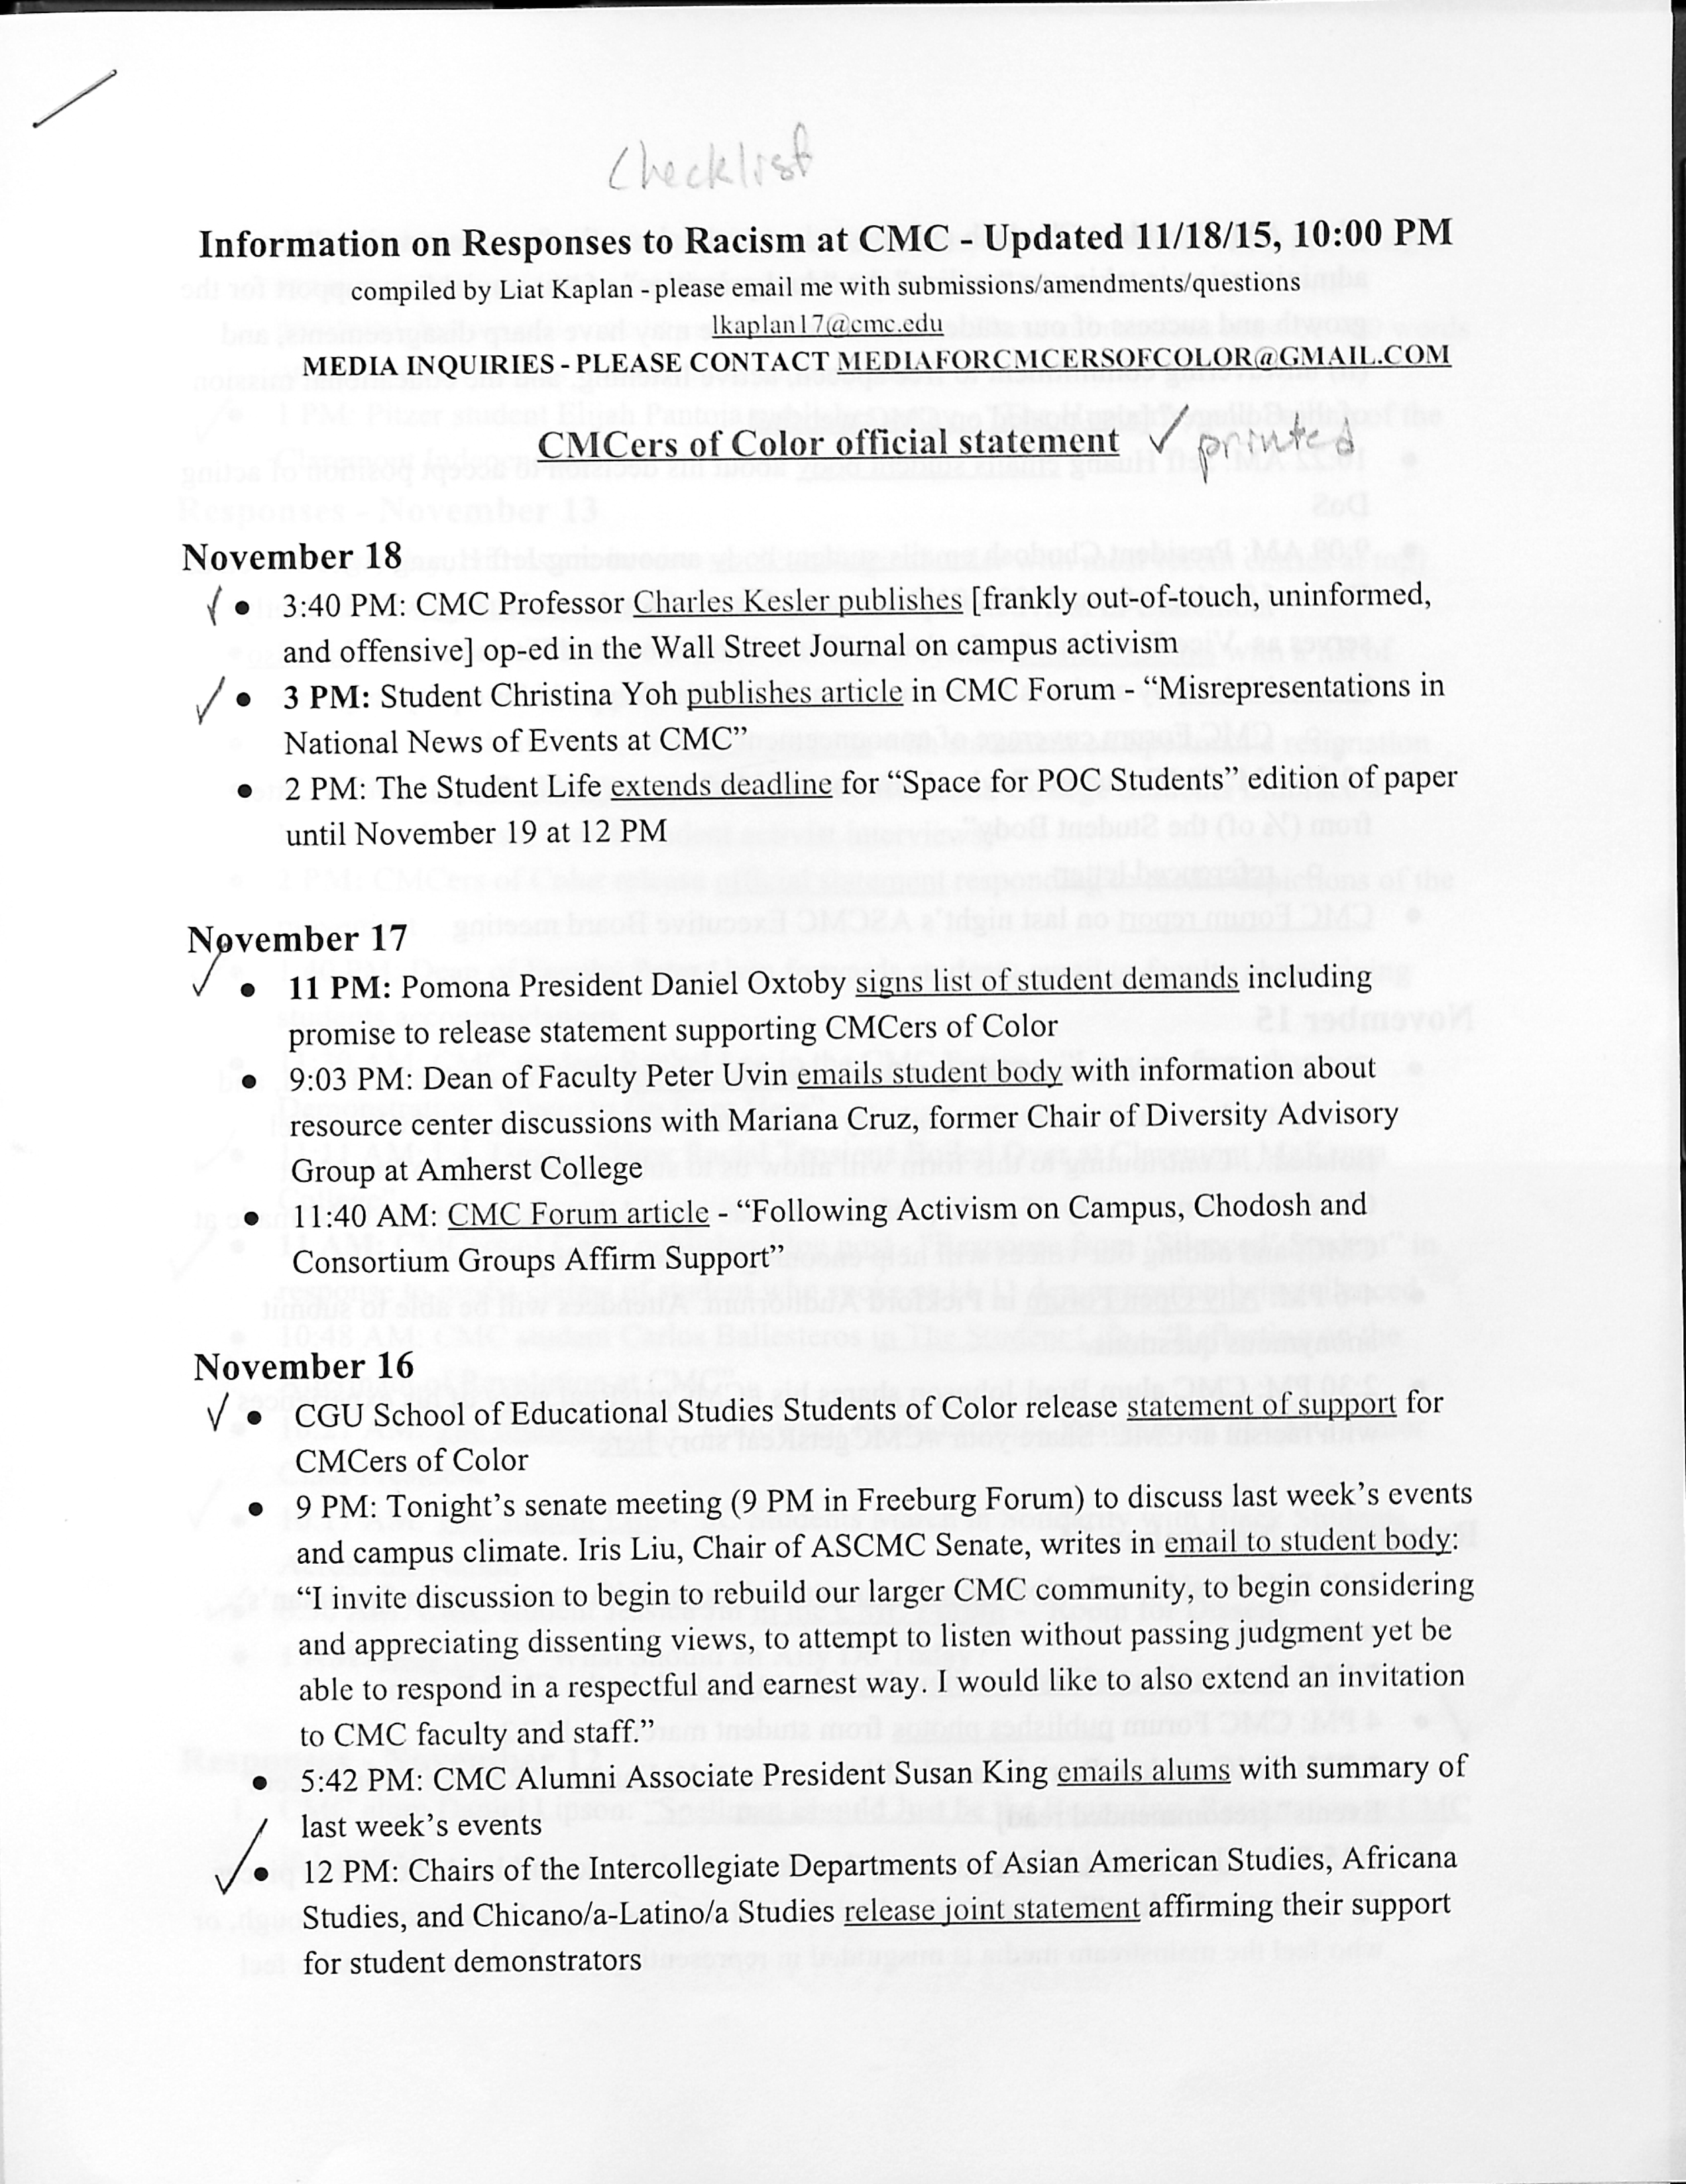 Checklist
Information on Responses to Racism at CMC - Updated 11/18/15, 10:00 PM
compiled by Liat Kaplan - please email me with submissions/amendments/questions
lkaplan17@cmc.edu
MEDIA INQUIRIES - PLEASE CONTACT MEDIAFORCMCERSOFCOLOR@GMAIL.COM
CMCers of Color official statement ✓ printed
November 18
✓ • 3:40 PM: CMC Professor Charles Kesler publishes [frankly out-of-touch, uninformed,
and offensive] op-ed in the Wall Street Journal on campus activism
✓ • 3 PM: Student Christina Yoh publishes article in CMC Forum - “Misrepresentations in
National News of Events at CMC”
• 2 PM: The Student Life extends deadline for “Space for POC Students” edition of paper
until November 19 at 12 PM
November 17
✓ • 11 PM: Pomona President Daniel Oxtoby signs list of student demands including
promise to release statement supporting CMCers of Color
• 9:03 PM: Dean of Faculty Peter Uvin emails student body with information about
resource center discussions with Mariana Cruz, former Chair of Diversity Advisory
Group at Amherst College
• 11:40 AM: CMC Forum article - “Following Activism on Campus, Chodosh and
Consortium Groups Affirm Support”
November 16
✓ • CGU School of Educational Studies Students of Color release statement of support for
CMCers of Color
• 9 PM: Tonight’s senate meeting (9 PM in Freeburg Forum) to discuss last week’s events
and campus climate. Iris Liu, Chair of ASCMC Senate, writes in email to student body:
“I invite discussion to begin to rebuild our larger CMC community, to begin considering
and appreciating dissenting views, to attempt to listen without passing judgment yet be
able to respond in a respectful and earnest way. I would like to also extend an invitation
to CMC faculty and staff.”
• 5:42 PM: CMC Alumni Associate President Susan King emails alums with summary of
last week’s events
✓ • 12 PM: Chairs of the Intercollegiate Departments of Asian American Studies, Africana
Studies, and Chicano/a-Latino/a Studies release joint statement affirming their support
for student demonstrators